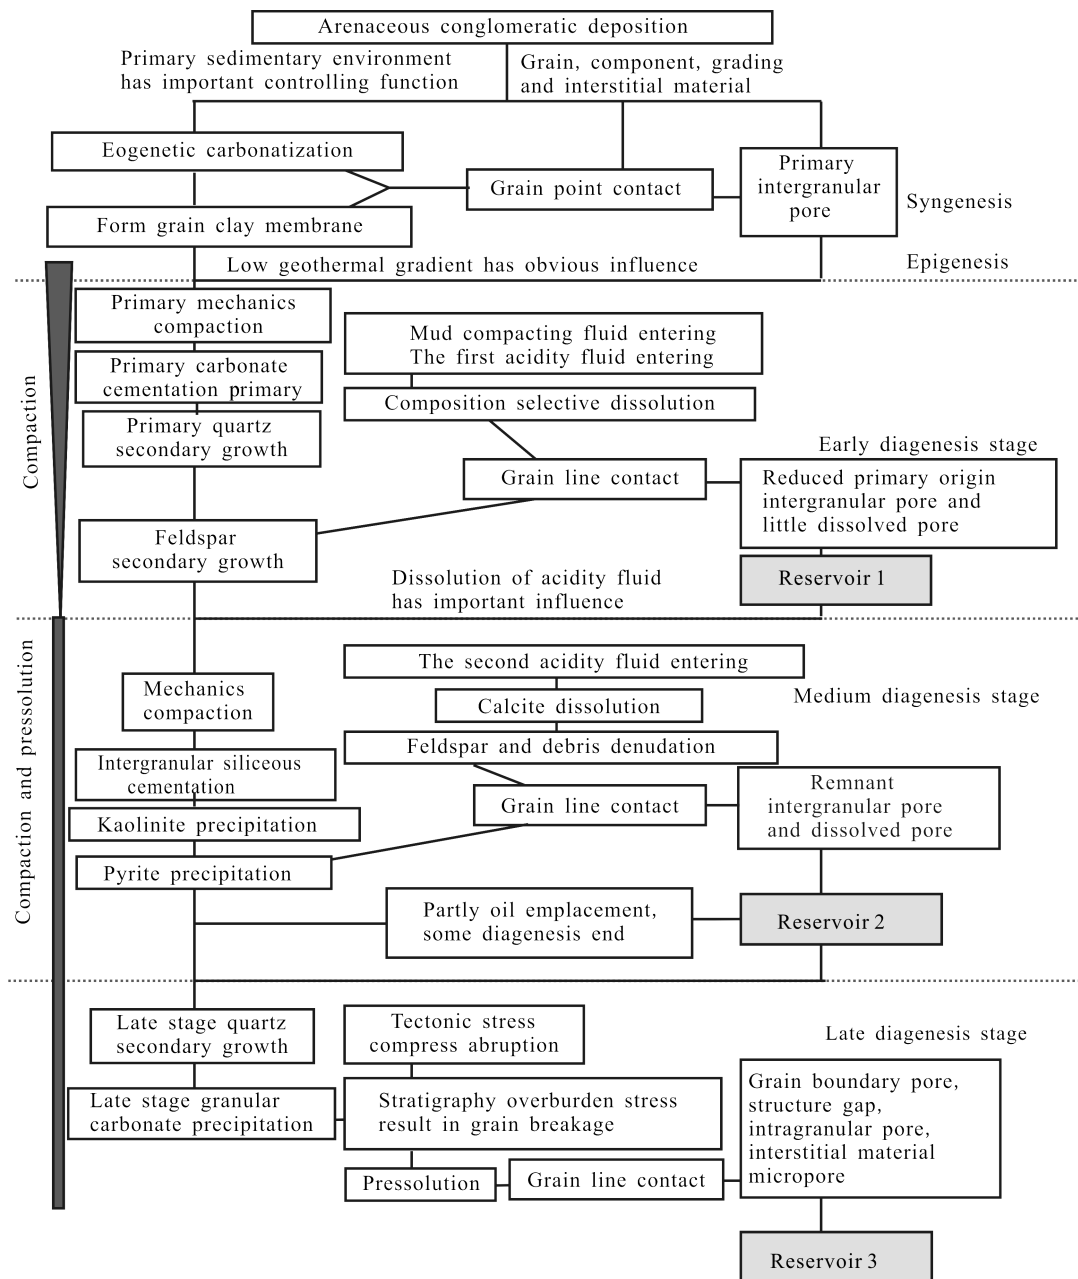 Arenaceous conglomeratic deposition
Primary sedimentary environment
has important controlling function
Grain, component, grading
and interstitial material
Eogenetic carbonatization
Form grain clay membrane
Grain point contact
Primary
intergranular
pore
Syngenesis
Low geothermal gradient has obvious influence
Epigenesis
Compaction
Primary mechanics
compaction
Primary carbonate
cementation primary
Primary quartz
secondary growth
Feldspar
secondary growth
Mud compacting fluid entering
The first acidity fluid entering
Composition selective dissolution
Grain line contact
Early diagenesis stage
Reduced primary origin
intergranular pore and
little dissolved pore
Reservoir 1
Dissolution of acidity fluid
has important influence
Compaction and pressolution
Mechanics
compaction
Intergranular siliceous
cementation
Kaolinite precipitation
Pyrite precipitation
The second acidity fluid entering
Calcite dissolution
Feldspar and debris denudation
Grain line contact
Medium diagenesis stage
Remnant
intergranular pore
and dissolved pore
Partly oil emplacement,
some diagenesis end
Reservoir 2
Late stage quartz
secondary growth
Late stage granular
carbonate precipitation
Tectonic stress
compress abruption
Stratigraphy overburden stress
result in grain breakage
Pressolution
Grain line contact
Late diagenesis stage
Grain boundary pore,
structure gap,
intragranular pore,
interstitial material
micropore
Reservoir 3